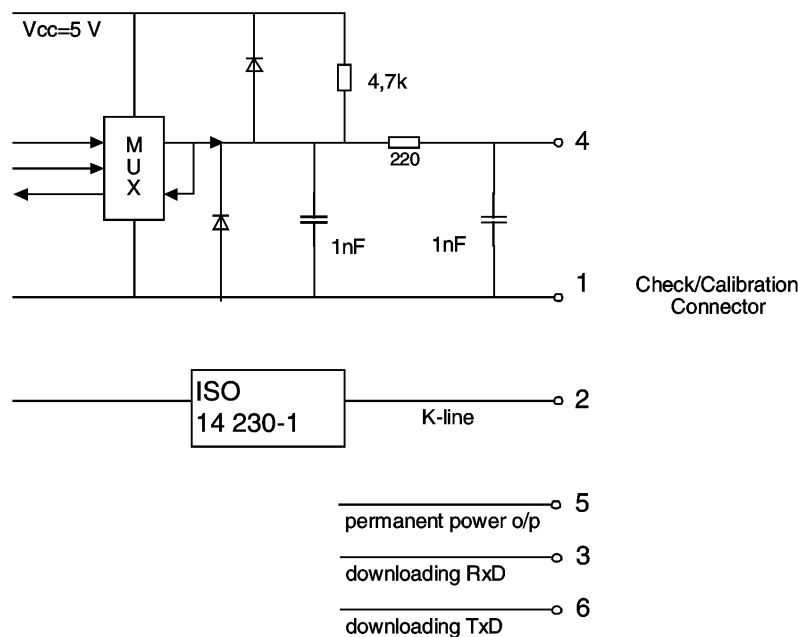 Vcc=5 V
4,7k
M
U
X
4
220
1nF
1nF
1
Check/Calibration
Connector
ISO
14 230-1
2
K-line
5
permanent power o/p
3
downloading RxD
6
downloading TxD